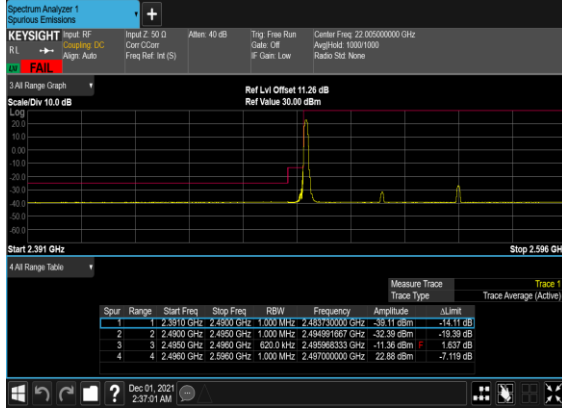 Spectrum Analyzer 1
Spurious Emissions
KEYSIGHT Input: RF Input Z: 50 Ω Atten: 40 dB Trig: Free Run Center Freq: 22.005000000 GHz
RL Coupling: DC Corr CCorr Gate: Off Avg|Hold: 1000/1000
Align: Auto Freq Ref: Int (S) IF Gain: Low Radio Std: None
FAIL
3 All Range Graph
Ref Lvl Offset 11.26 dB
Scale/Div 10.0 dB Ref Value 30.00 dBm
Log
20.0
10.0
0.00
-10.0
-20.0
-30.0
-40.0
-50.0
-60.0
Start 2.391 GHz Stop 2.596 GH
4 All Range Table
Measure Trace Trace 1
Trace Type Trace Average (Active)
Spur Range Start Freq Stop Freq RBW Frequency Amplitude ΔLimit
1 1 2.3910 GHz 2.4900 GHz 1.000 MHz 2.483730000 GHz -39.11 dBm -14.11 dB
2 2 2.4900 GHz 2.4950 GHz 1.000 MHz 2.494991667 GHz -32.39 dBm -19.39 dB
3 3 2.4950 GHz 2.4960 GHz 620.0 kHz 2.495968333 GHz -11.36 dBm F 1.637 dB
4 4 2.4960 GHz 2.5960 GHz 1.000 MHz 2.497000000 GHz 22.88 dBm -7.119 dB
Dec 01, 2021
2:37:01 AM